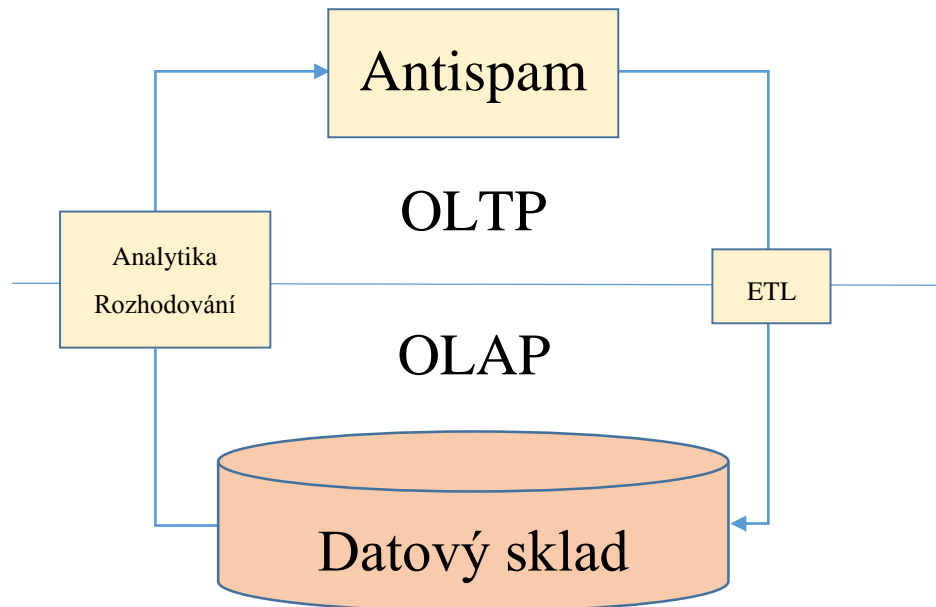 Antispam
OLTP
Analytika
Rozhodování
ETL
OLAP
Datový sklad